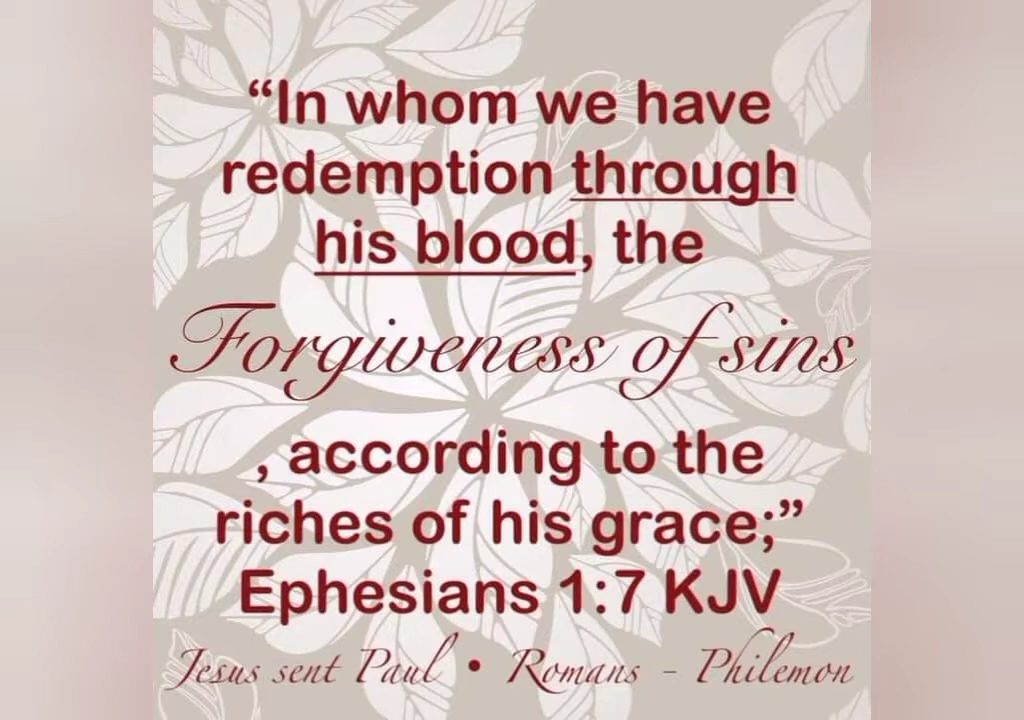 “In whom we have
redemption through
his blood, the
Forgiveness of sins
, according to the
riches of his grace;”
Ephesians 1:7 KJV
Jesus sent Paul • Romans - Philemon